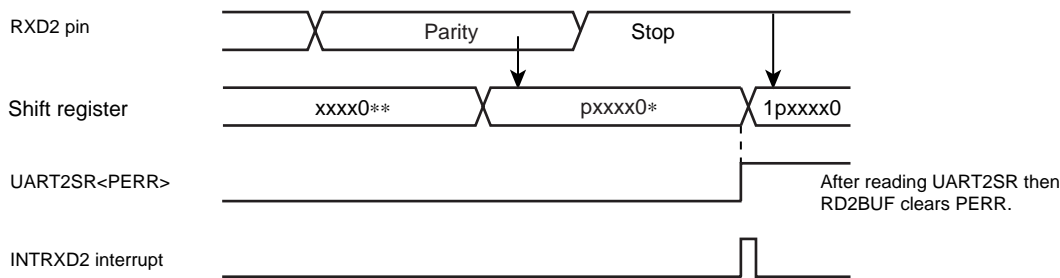 RXD2 pin
Parity
Stop
Shift register
xxxx0**
pxxxx0*
1pxxxx0
UART2SR<PERR>
After reading UART2SR then
RD2BUF clears PERR.
INTRXD2 interrupt